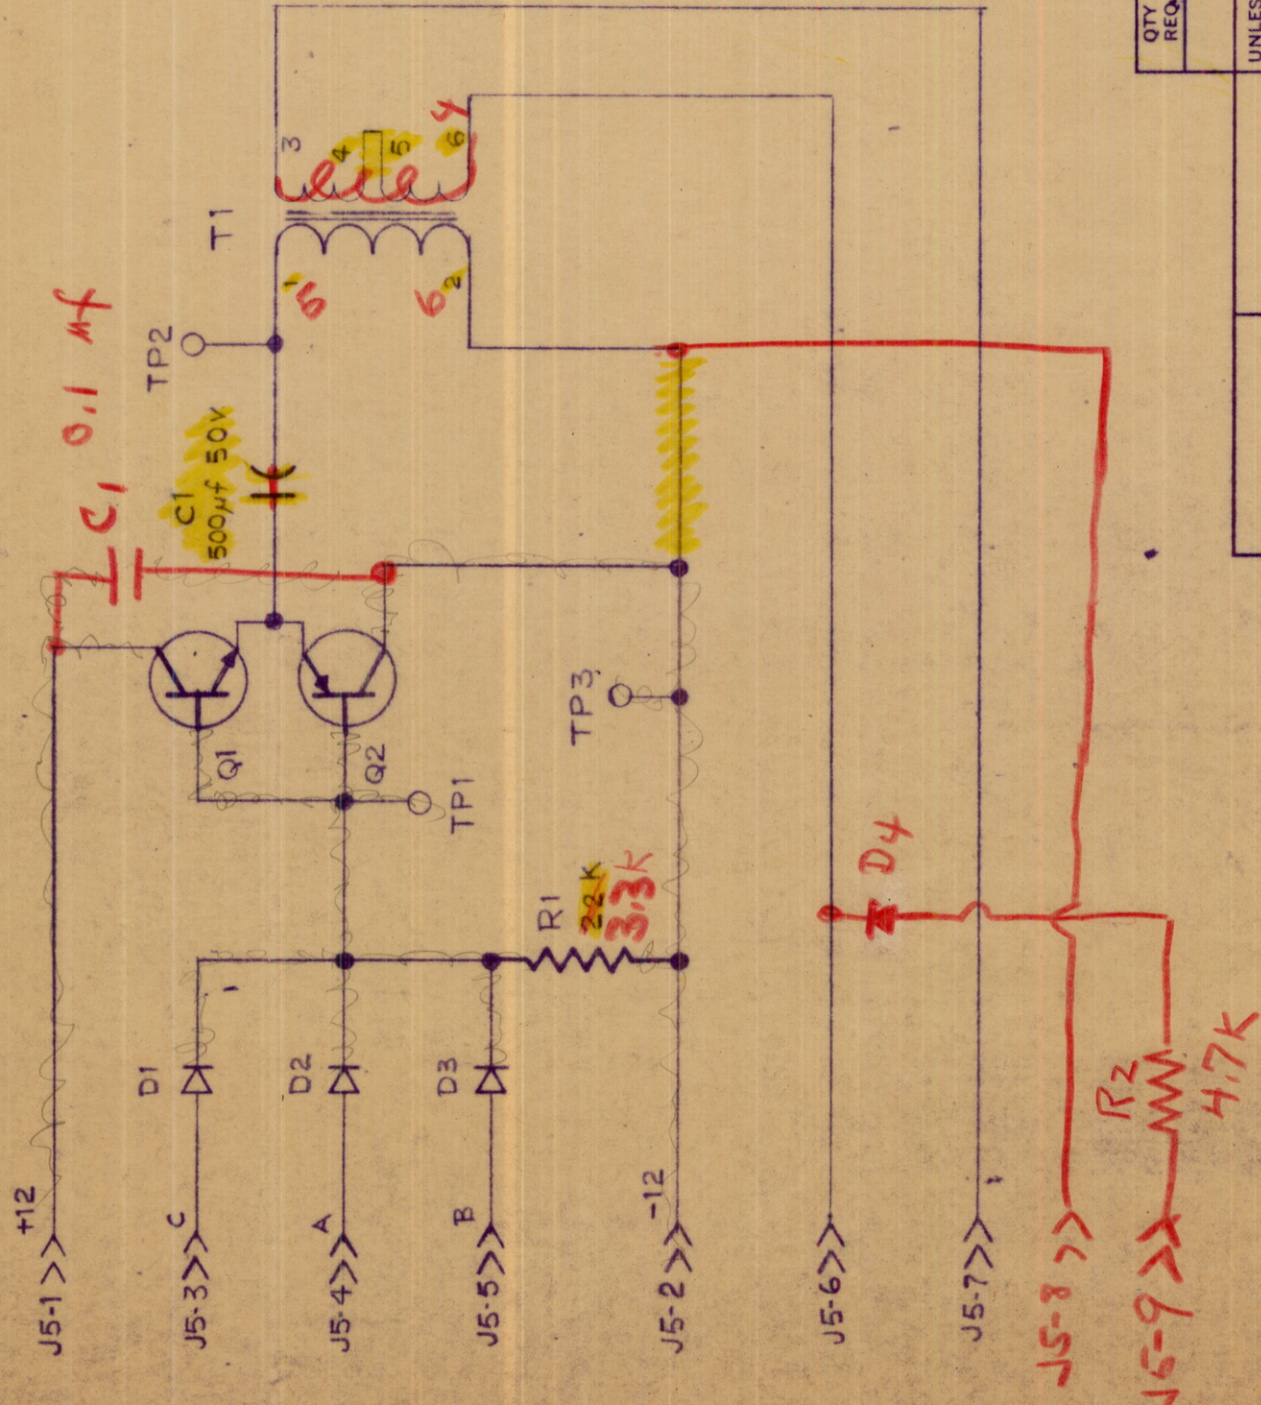 J5-1 +12
J5-3 C
J5-4 A
J5-5 B
J5-2 -12
J5-6
J5-7
J5-8
J5-9
D1
D2
D3
R1
22K
3.3K
D4
R2
4.7K
Q1
Q2
TP1
TP3
C1
500µf 50V
C1 0.1 µf
TP2
T1
1
5
2
6
3
4
5
6
4
QTY
REQ
UNLES